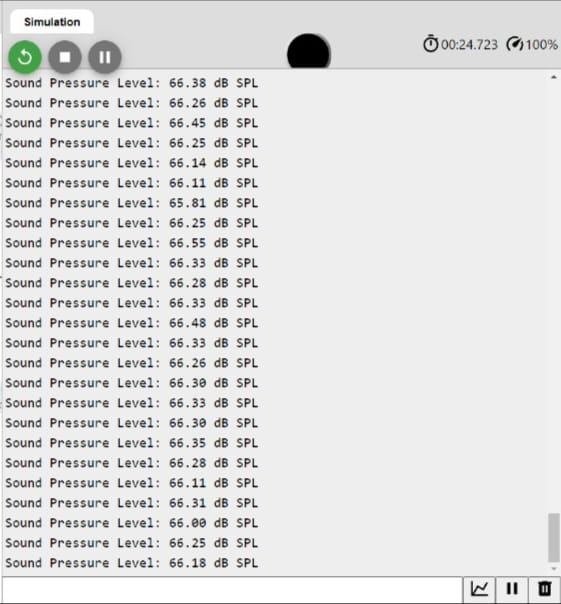 Simulation
00:24.723 100%
Sound Pressure Level: 66.38 dB SPL
Sound Pressure Level: 66.26 dB SPL
Sound Pressure Level: 66.45 dB SPL
Sound Pressure Level: 66.25 dB SPL
Sound Pressure Level: 66.14 dB SPL
Sound Pressure Level: 66.11 dB SPL
Sound Pressure Level: 65.81 dB SPL
Sound Pressure Level: 66.25 dB SPL
Sound Pressure Level: 66.55 dB SPL
Sound Pressure Level: 66.33 dB SPL
Sound Pressure Level: 66.28 dB SPL
Sound Pressure Level: 66.33 dB SPL
Sound Pressure Level: 66.48 dB SPL
Sound Pressure Level: 66.33 dB SPL
Sound Pressure Level: 66.26 dB SPL
Sound Pressure Level: 66.30 dB SPL
Sound Pressure Level: 66.33 dB SPL
Sound Pressure Level: 66.30 dB SPL
Sound Pressure Level: 66.35 dB SPL
Sound Pressure Level: 66.28 dB SPL
Sound Pressure Level: 66.11 dB SPL
Sound Pressure Level: 66.31 dB SPL
Sound Pressure Level: 66.00 dB SPL
Sound Pressure Level: 66.25 dB SPL
Sound Pressure Level: 66.18 dB SPL